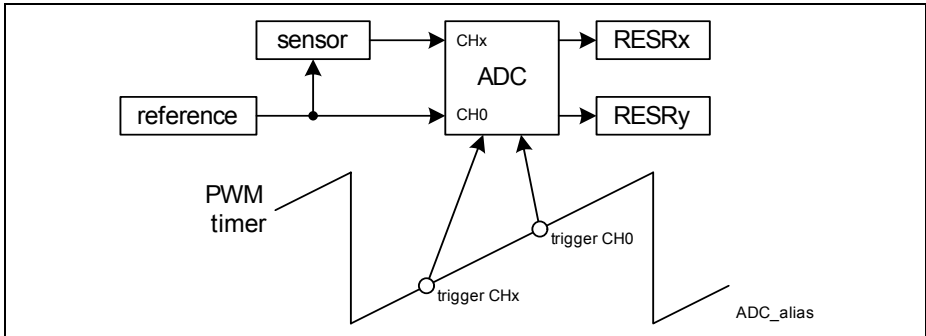 sensor
CHx
RESRx
ADC
reference
CH0
RESRy
PWM
timer
trigger CH0
trigger CHx
ADC_alias